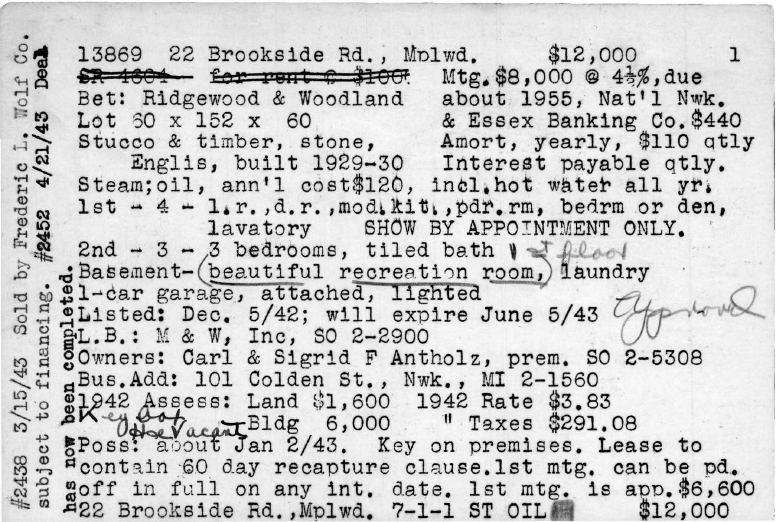 13869 22 Brookside Rd., Mplwd. $12,000 1
SR 4604 for rent @ $100. Mtg.$8,000 @ 4½%,due
Bet: Ridgewood & Woodland about 1955, Nat'l Nwk.
Lot 60 x 152 x 60 & Essex Banking Co.$440
Stucco & timber, stone, Amort, yearly, $110 qtly
Englis, built 1929-30 Interest payable qtly.
Steam;oil, ann'l cost$120, incl.hot water all yr.
1st - 4 - l.r.,d.r.,mod.kit.,pdr.rm, bedrm or den,
lavatory SHOW BY APPOINTMENT ONLY.
2nd - 3 - 3 bedrooms, tiled bath 1st floor
Basement-(beautiful recreation room,) laundry
1-car garage, attached, lighted
Listed: Dec. 5/42; will expire June 5/43 Approved
L.B.: M & W, Inc, SO 2-2900
Owners: Carl & Sigrid F Antholz, prem. SO 2-5308
Bus.Add: 101 Colden St., Nwk., MI 2-1560
1942 Assess: Land $1,600 1942 Rate $3.83
Key Box
Bldg 6,000 " Taxes $291.08
Hse Vacant
Poss: about Jan 2/43. Key on premises. Lease to
contain 60 day recapture clause.1st mtg. can be pd.
off in full on any int. date. 1st mtg. is app.$6,600
22 Brookside Rd.,Mplwd. 7-1-1 ST OIL $12,000
#2438 3/15/43 Sold by Frederic L. Wolf Co.
subject to financing. #2452 4/21/43 Deal
has now been completed.